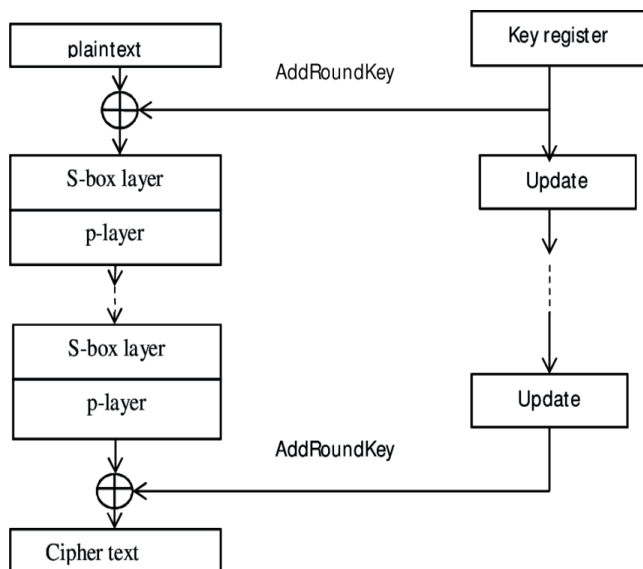 plaintext
Key register
AddRoundKey
S-box layer
Update
p-layer
S-box layer
p-layer
Update
AddRoundKey
Cipher text